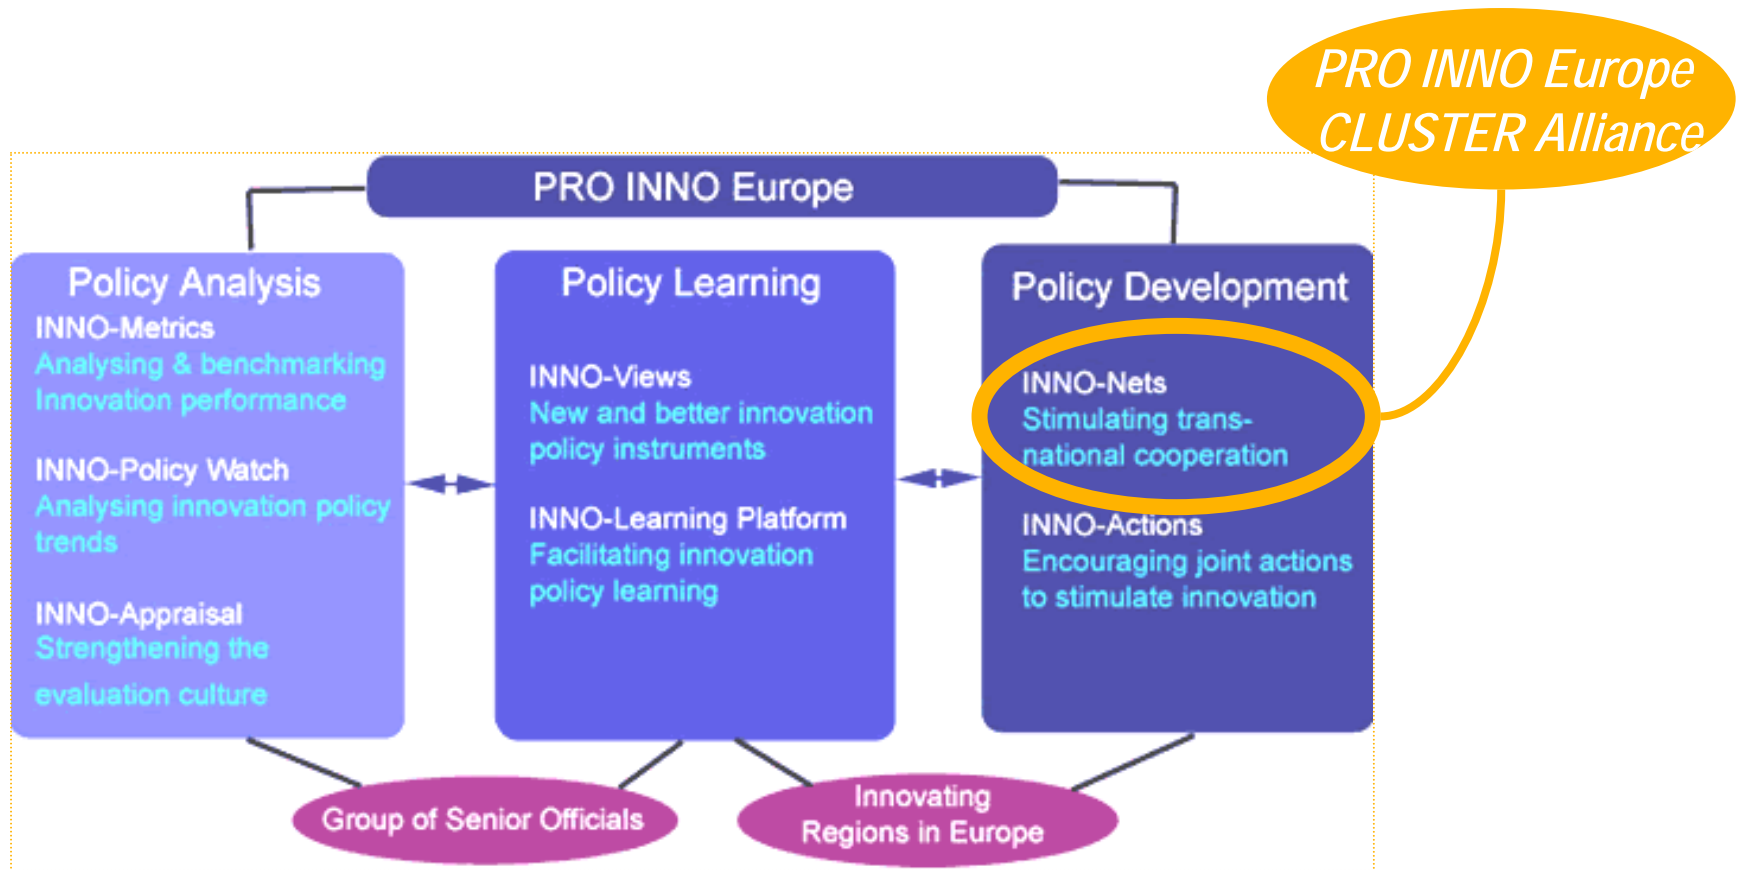 PRO INNO Europe
CLUSTER Alliance
PRO INNO Europe
Policy Analysis
INNO-Metrics
Analysing & benchmarking
Innovation performance
INNO-Policy Watch
Analysing innovation policy
trends
INNO-Appraisal
Strengthening the
evaluation culture
Policy Learning
INNO-Views
New and better innovation
policy instruments
INNO-Learning Platform
Facilitating innovation
policy learning
Policy Development
INNO-Nets
Stimulating trans-
national cooperation
INNO-Actions
Encouraging joint actions
to stimulate innovation
Group of Senior Officials
Innovating
Regions in Europe